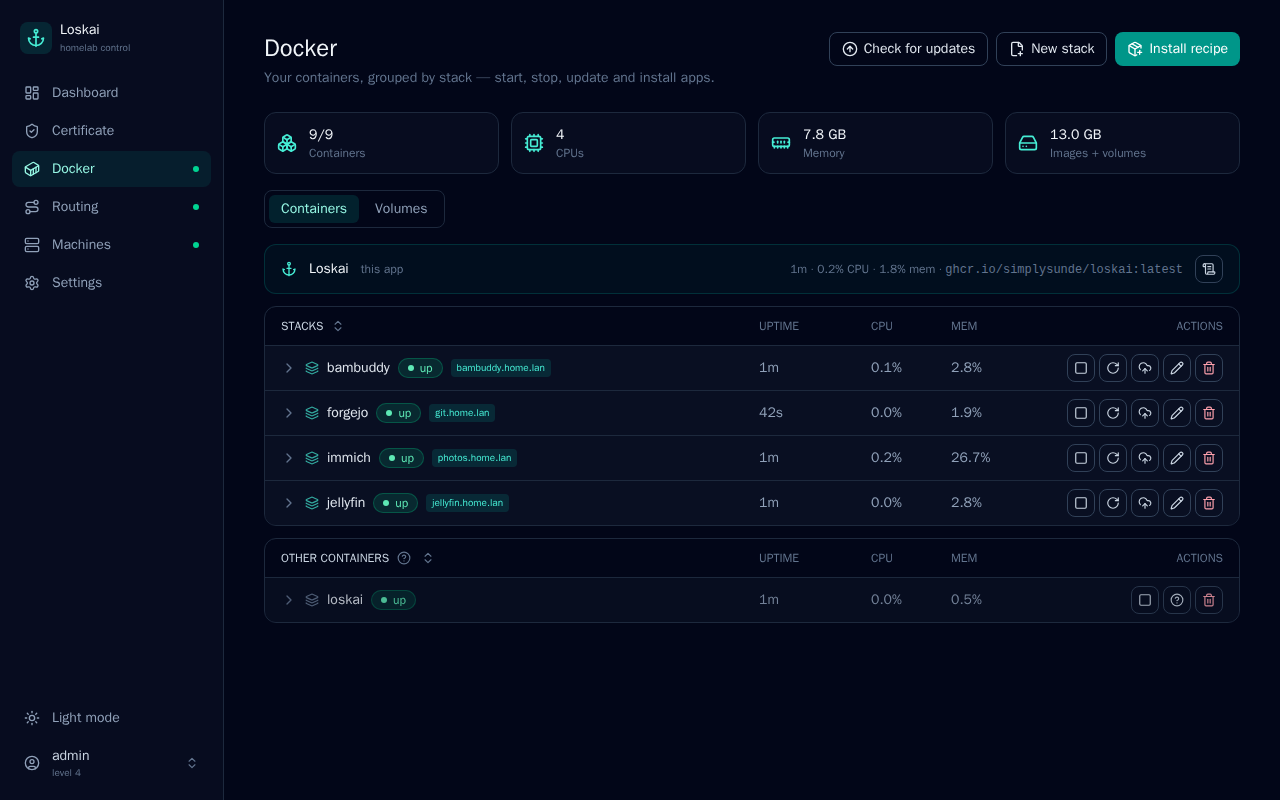 Loskai
homelab control
Dashboard
Certificate
Docker
Routing
Machines
Settings
Light mode
admin
level 4
Docker
Your containers, grouped by stack — start, stop, update and install apps.
Check for updates
New stack
Install recipe
9/9
Containers
4
CPUs
7.8 GB
Memory
13.0 GB
Images + volumes
Containers Volumes
Loskai this app 1m · 0.2% CPU · 1.8% mem · ghcr.io/simplysunde/loskai:latest
STACKS UPTIME CPU MEM ACTIONS
bambuddy up bambuddy.home.lan 1m 0.1% 2.8%
forgejo up git.home.lan 42s 0.0% 1.9%
immich up photos.home.lan 1m 0.2% 26.7%
jellyfin up jellyfin.home.lan 1m 0.0% 2.8%
OTHER CONTAINERS UPTIME CPU MEM ACTIONS
loskai up 1m 0.0% 0.5%